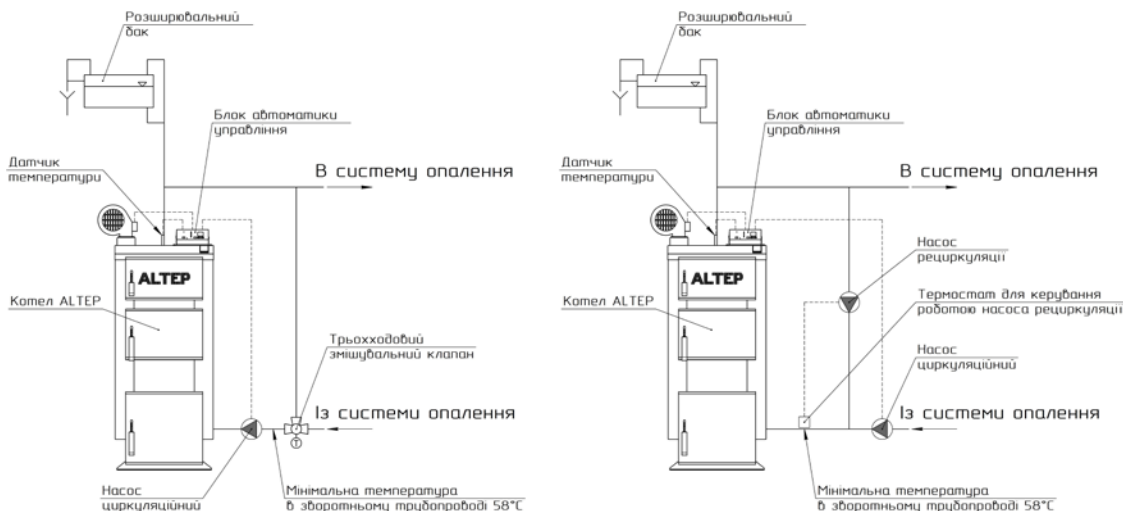 Розширювальний
бак
Блок автоматики
управління
Датчик
температури
В систему опалення
ALTEP
Котел ALTEP
Трьохходовий
змішувальний клапан
Із системи опалення
T
Насос
циркуляційний
Мінімальна температура
в зворотньому трубопроводі 58°С
Розширювальний
бак
Блок автоматики
управління
Датчик
температури
В систему опалення
ALTEP
Насос
рециркуляції
Котел ALTEP
Термостат для керування
роботою насоса рециркуляції
Насос
циркуляційний
Із системи опалення
Мінімальна температура
в зворотньому трубопроводі 58°С